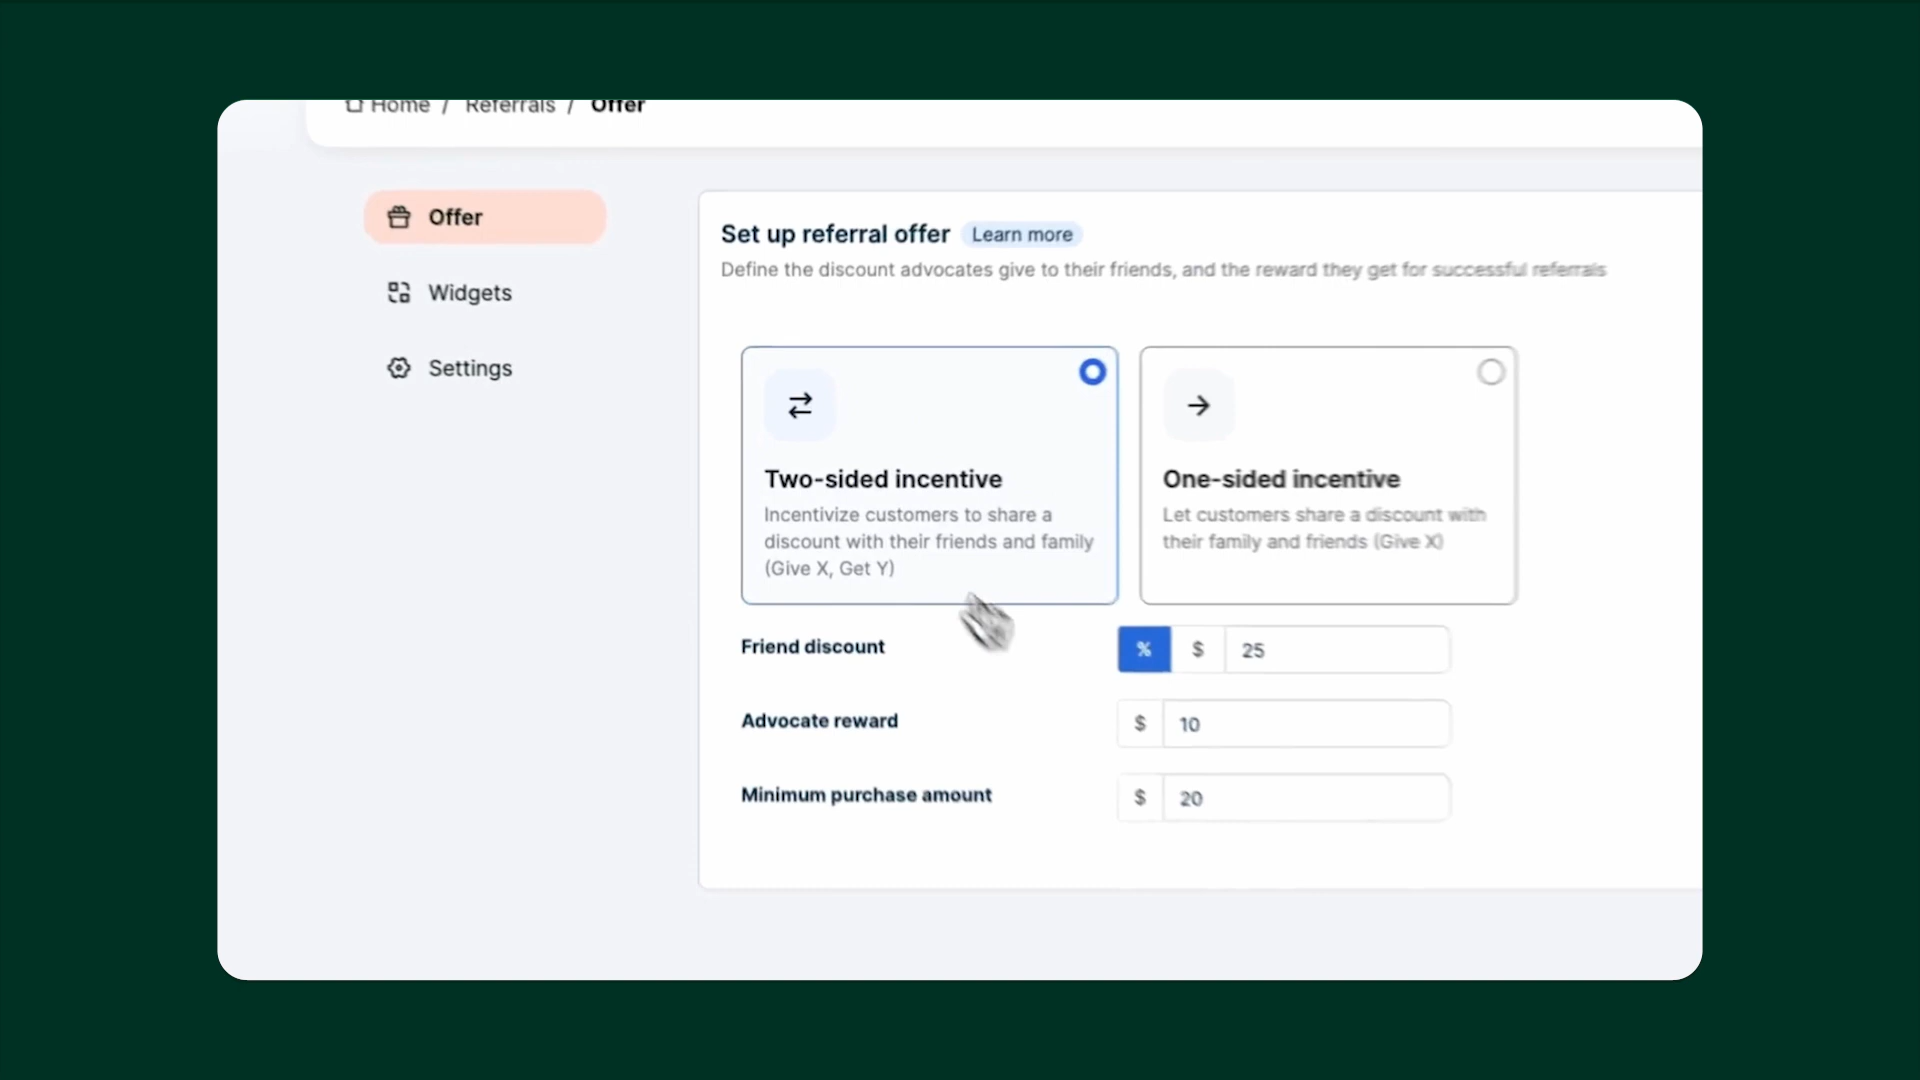 Home / Referrals / Offer
Offer
Widgets
Settings
Set up referral offer Learn more
Define the discount advocates give to their friends, and the reward they get for successful referrals
Two-sided incentive
Incentivize customers to share a
discount with their friends and family
(Give X, Get Y)
One-sided incentive
Let customers share a discount with
their family and friends (Give X)
Friend discount
% $ 25
Advocate reward
$ 10
Minimum purchase amount
$ 20